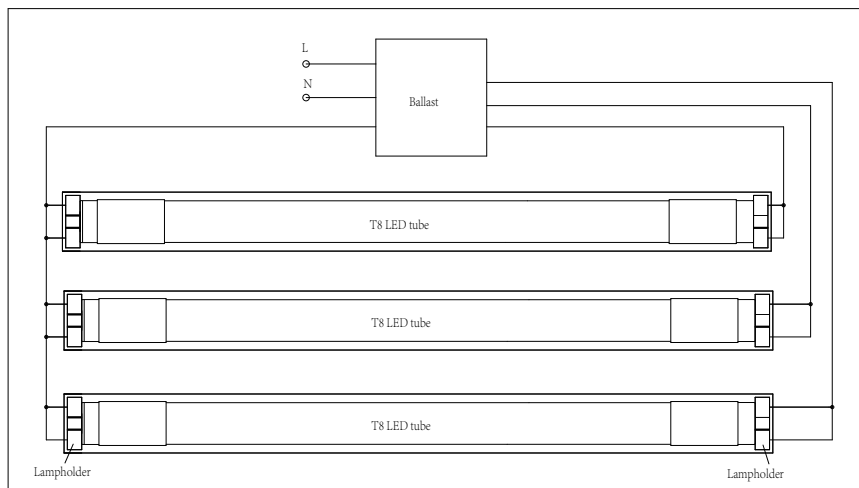 L
N
Ballast
T8 LED tube
T8 LED tube
T8 LED tube
Lampholder
Lampholder